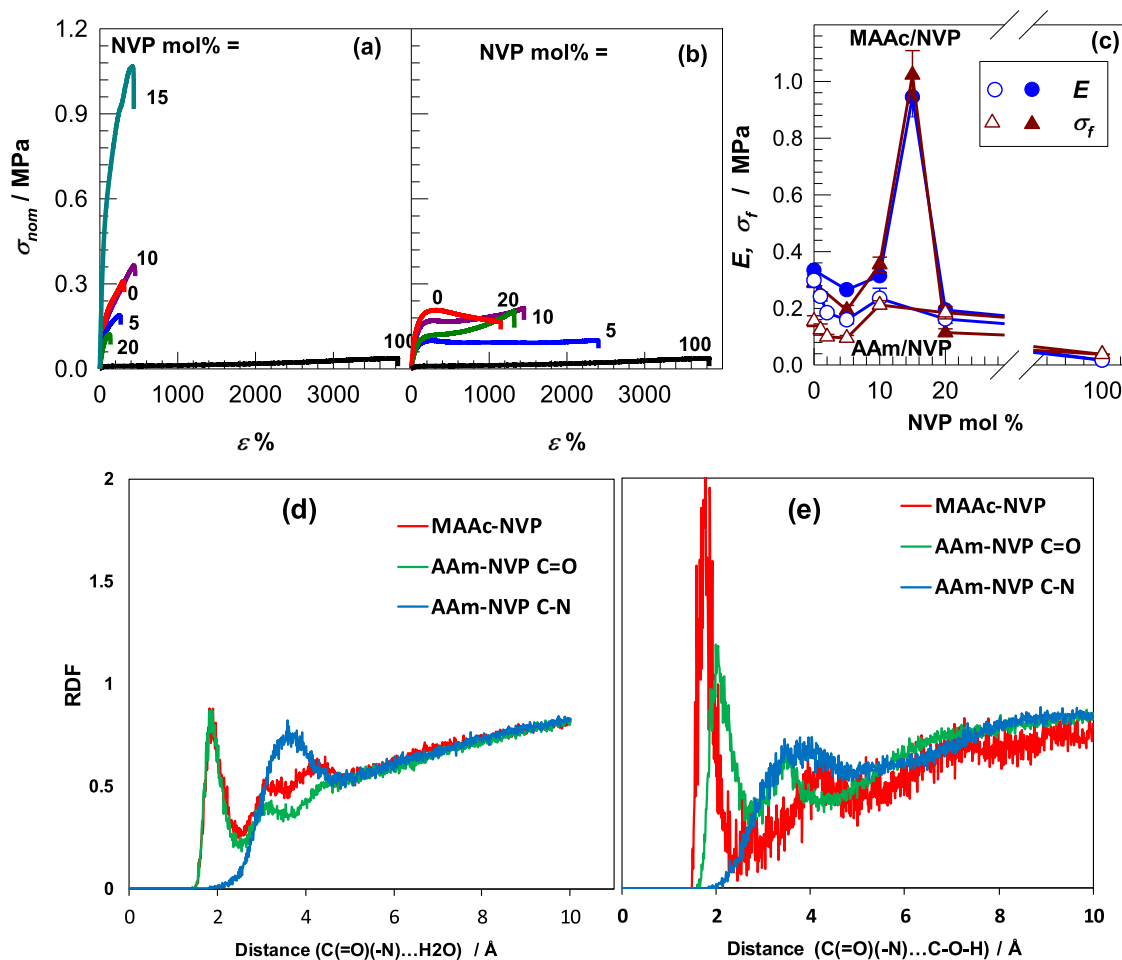 NVP mol% =
(a)
15
10
0
5
20
100
1.2
0.9
0.6
0.3
0.0
σnom / MPa
0 1000 2000 3000
ε %
NVP mol% =
(b)
0
20
10
5
100
0 1000 2000 3000
ε %
MAAc/NVP
(c)
E
σf
AAm/NVP
1.0
0.8
0.6
0.4
0.2
0.0
E, σf / MPa
0 10 20 100
NVP mol %
(d)
MAAc-NVP
AAm-NVP C=O
AAm-NVP C-N
2
1.5
1
0.5
0
RDF
0 2 4 6 8 10
Distance (C(=O)(-N)...H2O) / Å
(e)
MAAc-NVP
AAm-NVP C=O
AAm-NVP C-N
0 2 4 6 8 10
Distance (C(=O)(-N)...C-O-H) / Å